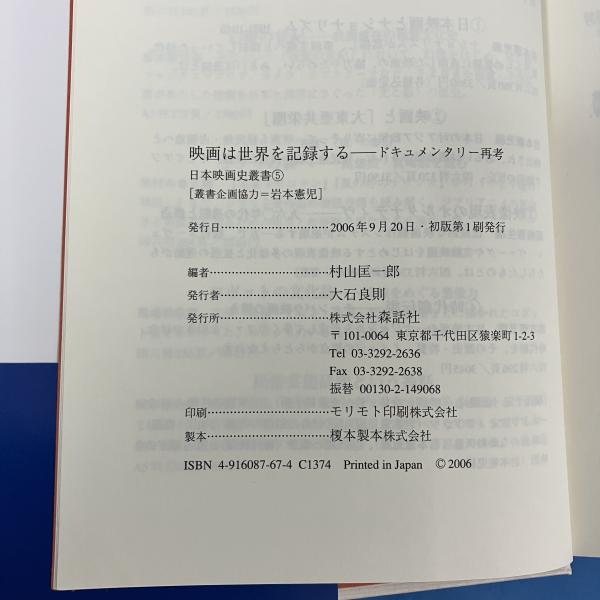 映画は世界を記録する――ドキュメンタリー再考
日本映画史叢書⑤
[叢書企画協力＝岩本憲児]
発行日……………………2006年9月20日・初版第1刷発行
編者……………………村山匡一郎
発行者……………………大石良則
発行所……………………株式会社森話社
〒101-0064 東京都千代田区猿楽町1-2-3
Tel 03-3292-2636
Fax 03-3292-2638
振替 00130-2-149068
印刷……………………モリモト印刷株式会社
製本……………………榎本製本株式会社
ISBN 4-916087-67-4 C1374 Printed in Japan © 2006